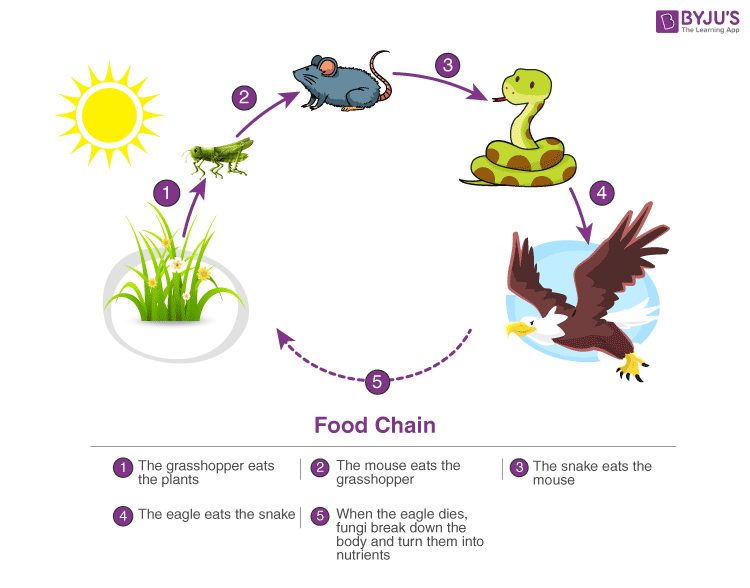 BYJU'S
The Learning App
3
2
1
4
5
Food Chain
1 The grasshopper eats
the plants
2 The mouse eats the
grasshopper
3 The snake eats the
mouse
4 The eagle eats the snake
5 When the eagle dies,
fungi break down the
body and turn them into
nutrients